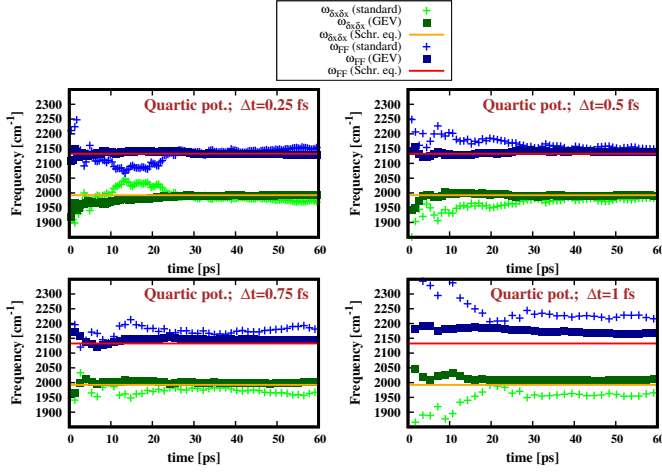 ω_δxδx (standard)
ω_δxδx (GEV)
ω_δxδx (Schr. eq.)
ω_FF (standard)
ω_FF (GEV)
ω_FF (Schr. eq.)
Quartic pot.; Δt=0.25 fs
Frequency [cm⁻¹]
2300
2250
2200
2150
2100
2050
2000
1950
1900
0 10 20 30 40 50 60
time [ps]
Quartic pot.; Δt=0.5 fs
Frequency [cm⁻¹]
2300
2250
2200
2150
2100
2050
2000
1950
1900
0 10 20 30 40 50 60
time [ps]
Quartic pot.; Δt=0.75 fs
Frequency [cm⁻¹]
2300
2250
2200
2150
2100
2050
2000
1950
1900
0 10 20 30 40 50 60
time [ps]
Quartic pot.; Δt=1 fs
Frequency [cm⁻¹]
2300
2250
2200
2150
2100
2050
2000
1950
1900
0 10 20 30 40 50 60
time [ps]